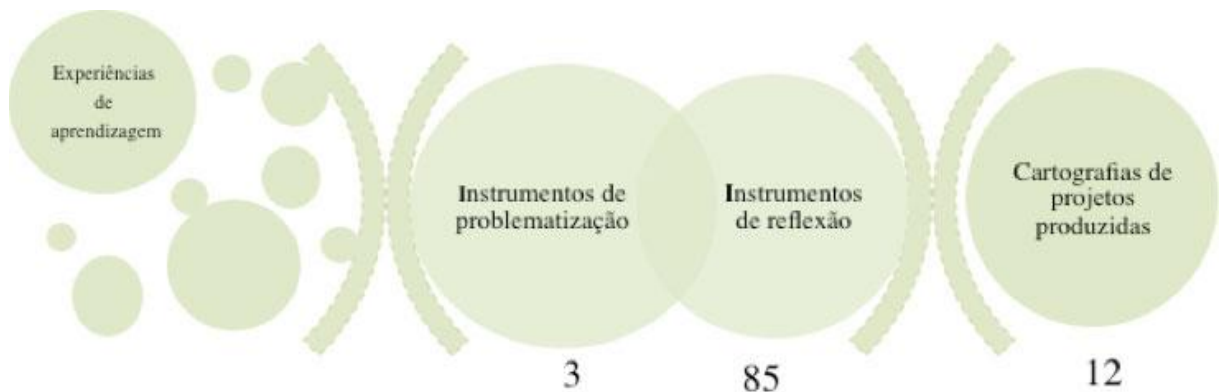 Experiências
de
aprendizagem
Instrumentos de
problematização
Instrumentos
de reflexão
Cartografias de
projetos
produzidas
3
85
12